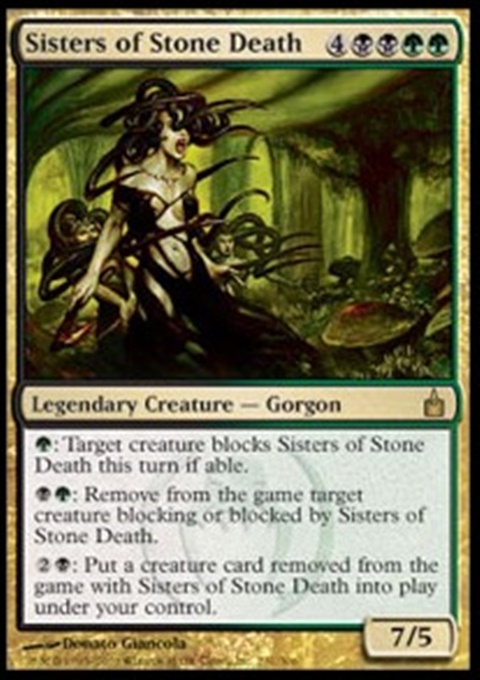 Sisters of Stone Death 4
Legendary Creature — Gorgon
: Target creature blocks Sisters of Stone
Death this turn if able.
: Remove from the game target
creature blocking or blocked by Sisters of
Stone Death.
2: Put a creature card removed from the
game with Sisters of Stone Death into play
under your control.
Donato Giancola
7/5